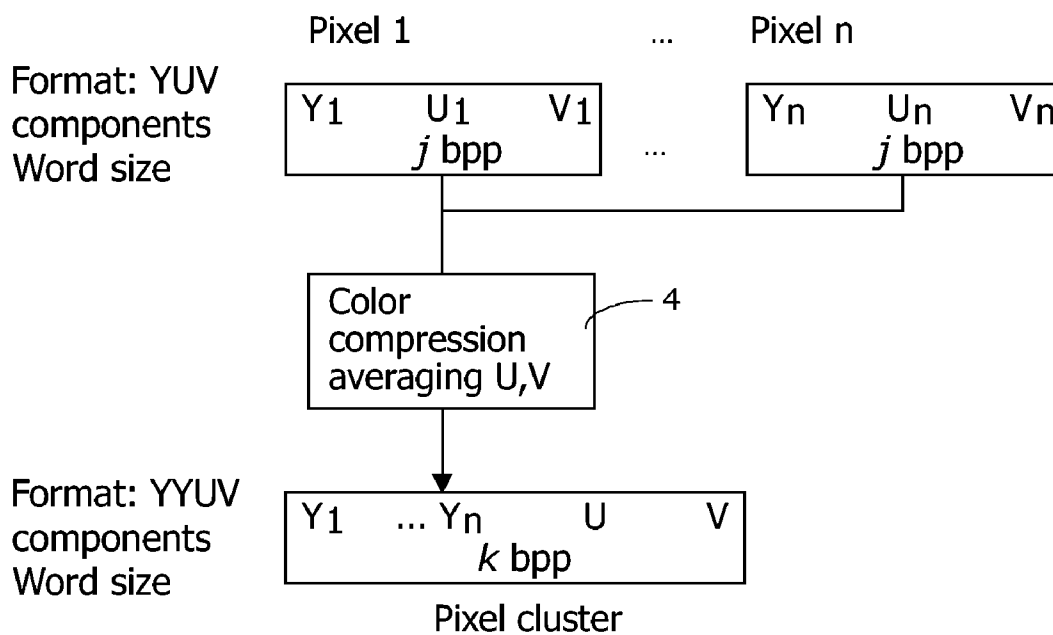 Pixel 1 ... Pixel n
Format: YUV
components
Word size
Y1 U1 V1
j bpp
...
Yn Un Vn
j bpp
Color
compression
averaging U,V
4
Format: YYUV
components
Word size
Y1 ... Yn U V
k bpp
Pixel cluster